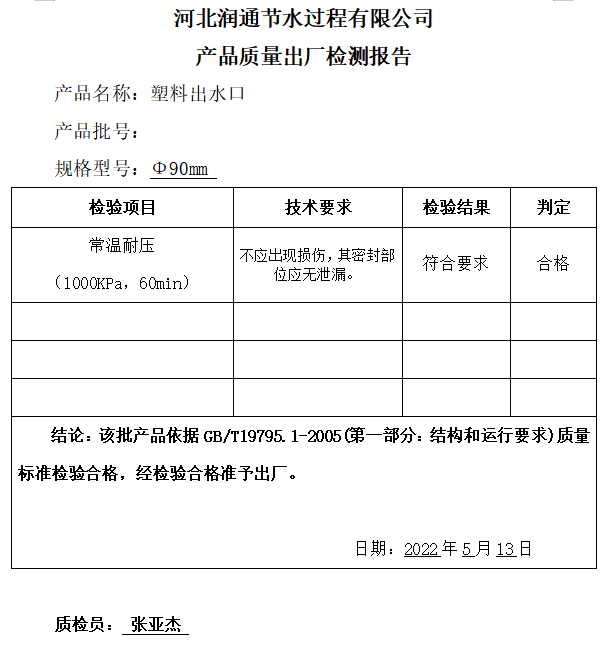 河北润通节水过程有限公司
产品质量出厂检测报告
产品名称：塑料出水口
产品批号：
规格型号：Φ90mm
检验项目 技术要求 检验结果 判定
常温耐压
（1000KPa，60min）
不应出现损伤，其密封部
位应无泄漏。
符合要求
合格
结论：该批产品依据 GB/T19795.1-2005(第一部分：结构和运行要求)质量
标准检验合格，经检验合格准予出厂。
日期：2022 年 5 月 13 日
质检员：张亚杰